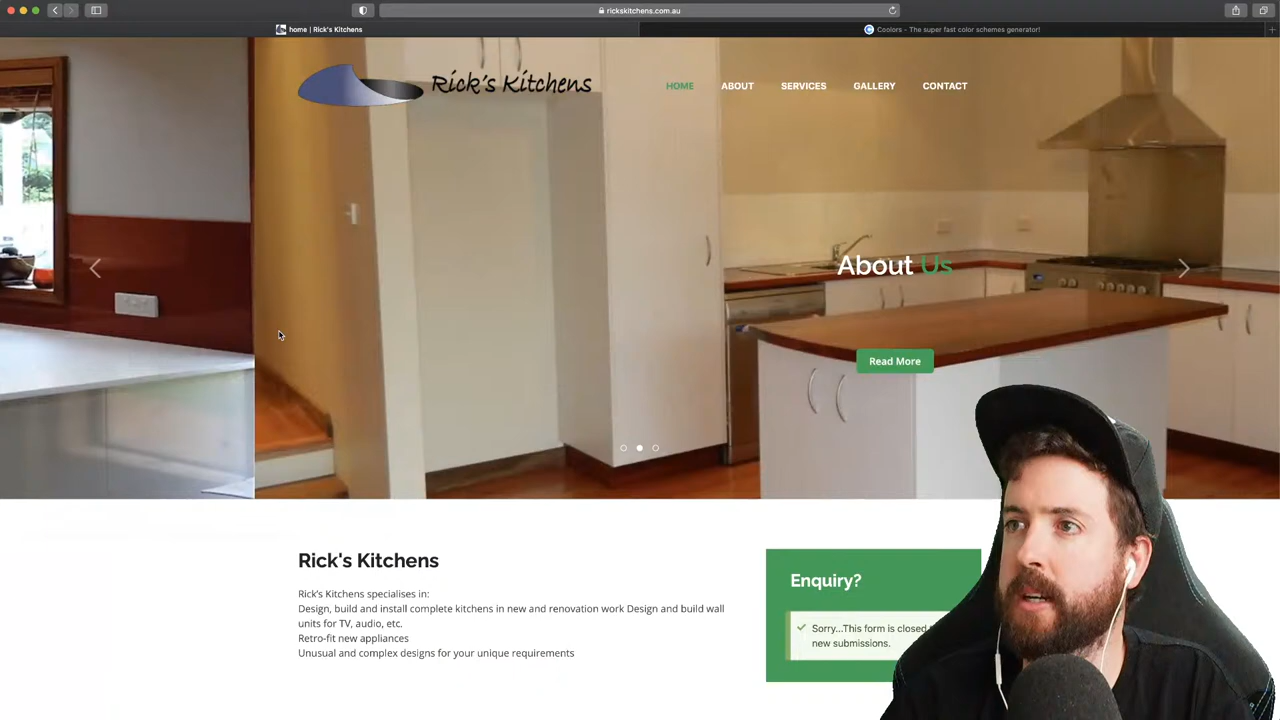 rickskitchens.com.au
home | Rick's Kitchens
Coolors - The super fast color schemes generator!
Rick's Kitchens
HOME ABOUT SERVICES GALLERY CONTACT
About Us
Read More
Rick's Kitchens
Rick's Kitchens specialises in:
Design, build and install complete kitchens in new and renovation work Design and build wall
units for TV, audio, etc.
Retro-fit new appliances
Unusual and complex designs for your unique requirements
Enquiry?
Sorry...This form is closed
new submissions.